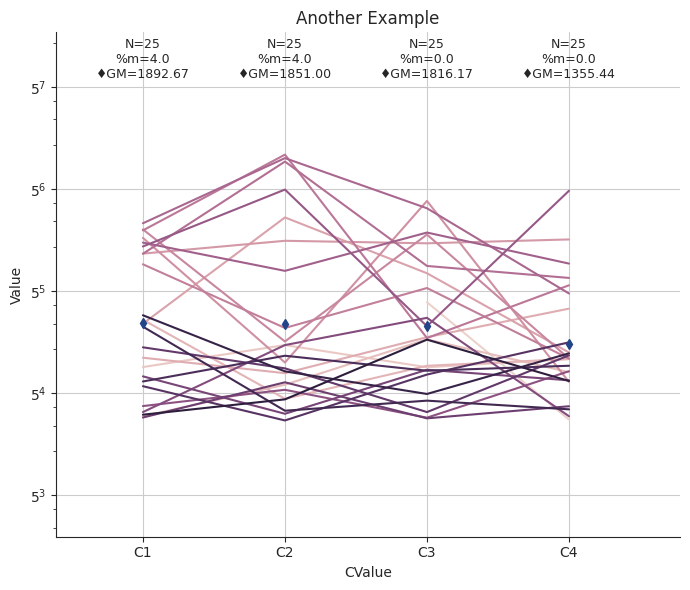 Another Example
N=25 N=25 N=25 N=25
%m=4.0 %m=4.0 %m=0.0 %m=0.0
♦GM=1892.67 ♦GM=1851.00 ♦GM=1816.17 ♦GM=1355.44
5⁷
5⁶
5⁵
5⁴
5³
Value
C1 C2 C3 C4
CValue